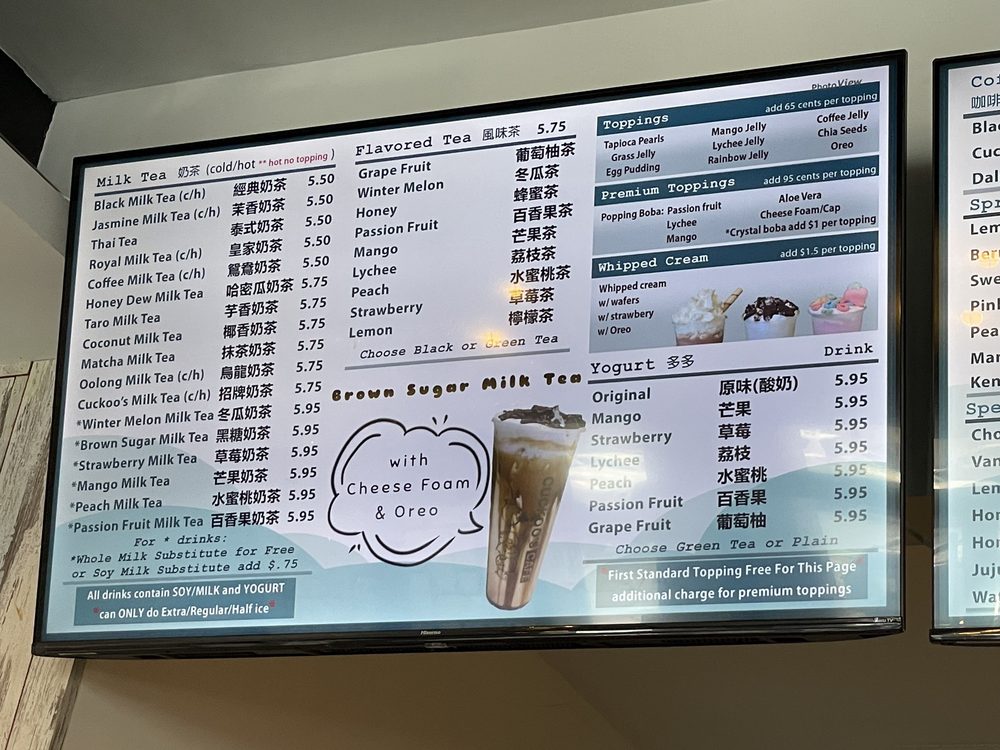 PhotoView
Milk Tea 奶茶 (cold/hot ** hot no topping )
Black Milk Tea (c/h) 經典奶茶 5.50
Jasmine Milk Tea (c/h) 茉香奶茶 5.50
Thai Tea 泰式奶茶 5.50
Royal Milk Tea (c/h) 皇家奶茶 5.50
Coffee Milk Tea (c/h) 鴛鴦奶茶 5.50
Honey Dew Milk Tea 哈密瓜奶茶 5.75
Taro Milk Tea 芋香奶茶 5.75
Coconut Milk Tea 椰香奶茶 5.75
Matcha Milk Tea 抹茶奶茶 5.75
Oolong Milk Tea (c/h) 烏龍奶茶 5.75
Cuckoo's Milk Tea (c/h) 招牌奶茶 5.75
*Winter Melon Milk Tea 冬瓜奶茶 5.95
*Brown Sugar Milk Tea 黑糖奶茶 5.95
*Strawberry Milk Tea 草莓奶茶 5.95
*Mango Milk Tea 芒果奶茶 5.95
*Peach Milk Tea 水蜜桃奶茶 5.95
*Passion Fruit Milk Tea 百香果奶茶 5.95
For * drinks:
*Whole Milk Substitute for Free
or Soy Milk Substitute add $.75
All drinks contain SOY/MILK and YOGURT
*can ONLY do Extra/Regular/Half ice*
Flavored Tea 風味茶 5.75
Grape Fruit 葡萄柚茶
Winter Melon 冬瓜茶
Honey 蜂蜜茶
Passion Fruit 百香果茶
Mango 芒果茶
Lychee 荔枝茶
Peach 水蜜桃茶
Strawberry 草莓茶
Lemon 檸檬茶
Choose Black or Green Tea
Brown Sugar Milk Tea
with
Cheese Foam
& Oreo
Toppings add 65 cents per topping
Tapioca Pearls Mango Jelly Coffee Jelly
Grass Jelly Lychee Jelly Chia Seeds
Egg Pudding Rainbow Jelly Oreo
Premium Toppings add 95 cents per topping
Popping Boba: Passion fruit Aloe Vera
Lychee Cheese Foam/Cap
Mango *Crystal boba add $1 per topping
Whipped Cream add $1.5 per topping
Whipped cream
w/ wafers
w/ strawbery
w/ Oreo
Yogurt 多多 Drink
Original 原味(酸奶) 5.95
Mango 芒果 5.95
Strawberry 草莓 5.95
Lychee 荔枝 5.95
Peach 水蜜桃 5.95
Passion Fruit 百香果 5.95
Grape Fruit 葡萄柚 5.95
Choose Green Tea or Plain
*First Standard Topping Free For This Page*
additional charge for premium toppings
Hisense
Roku TV
咖啡
Bla
Cuc
Dal
Spr
Lem
Ber
Swe
Pin
Pea
Man
Ken
Spe
Cho
Van
Len
Hor
Hor
Juju
Wat